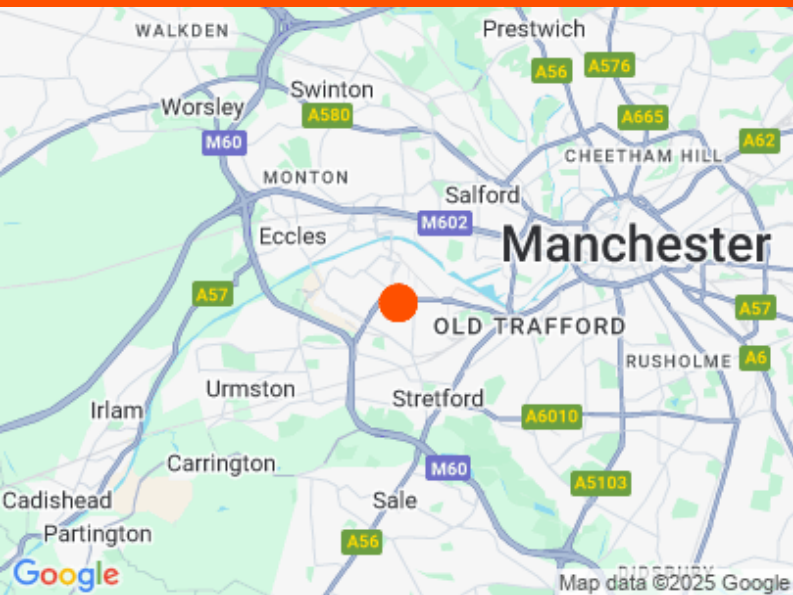 WALKDEN
Prestwich
A56
A576
Swinton
Worsley
A580
A665
M60
A62
CHEETHAM HILL
MONTON
Salford
M602
Eccles
Manchester
A57
A57
OLD TRAFFORD
RUSHOLME
A6
Urmston
Stretford
Irlam
A6010
Carrington
M60
A5103
Cadishead
Sale
Partington
A56
DIDSBURY
Google
Map data ©2025 Google